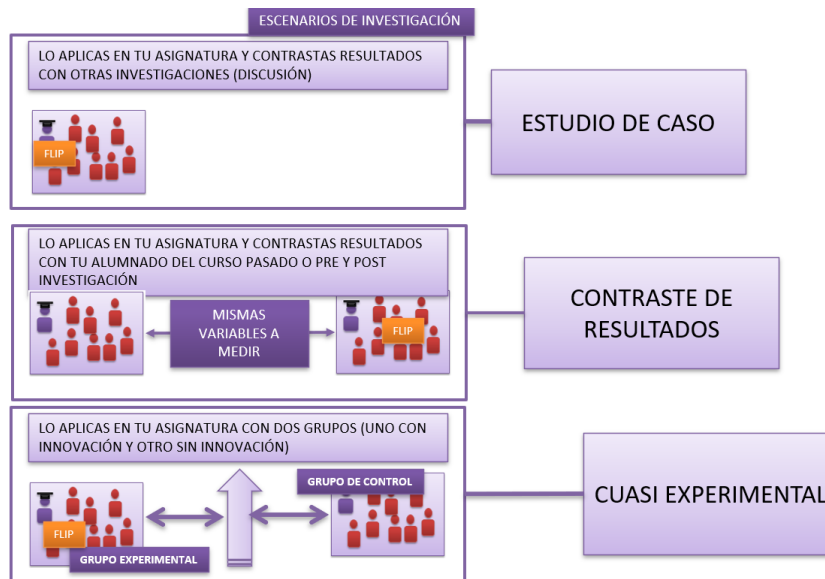 ESCENARIOS DE INVESTIGACIÓN
LO APLICAS EN TU ASIGNATURA Y CONTRASTAS RESULTADOS
CON OTRAS INVESTIGACIONES (DISCUSIÓN)
FLIP
ESTUDIO DE CASO
LO APLICAS EN TU ASIGNATURA Y CONTRASTAS RESULTADOS
CON TU ALUMNADO DEL CURSO PASADO O PRE Y POST
INVESTIGACIÓN
MISMAS
VARIABLES A
MEDIR
FLIP
CONTRASTE DE
RESULTADOS
LO APLICAS EN TU ASIGNATURA CON DOS GRUPOS (UNO CON
INNOVACIÓN Y OTRO SIN INNOVACIÓN)
GRUPO DE CONTROL
FLIP
GRUPO EXPERIMENTAL
CUASI EXPERIMENTAL